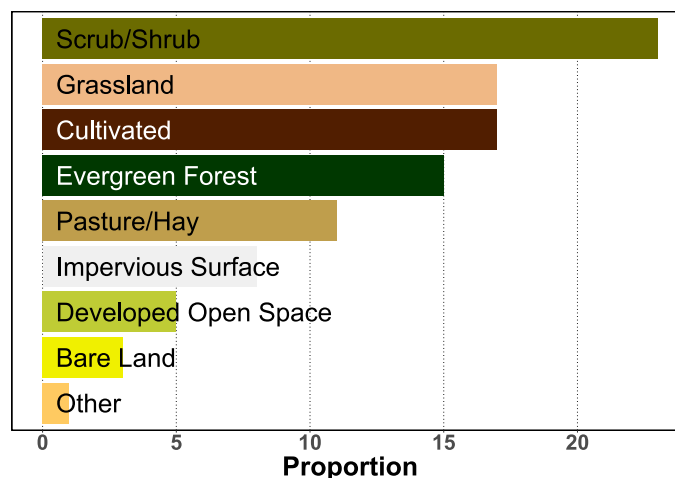 Scrub/Shrub
Grassland
Cultivated
Evergreen Forest
Pasture/Hay
Impervious Surface
Developed Open Space
Bare Land
Other
0 5 10 15 20
Proportion